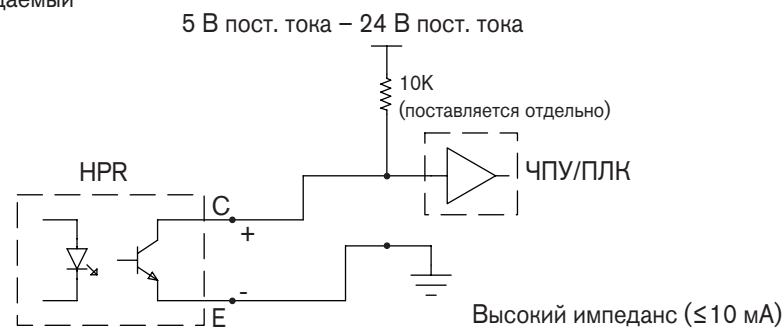 5 В пост. тока – 24 В пост. тока
10K
(поставляется отдельно)
HPR
ЧПУ/ПЛК
C
+
-
E
Высокий импеданс (≤10 мА)